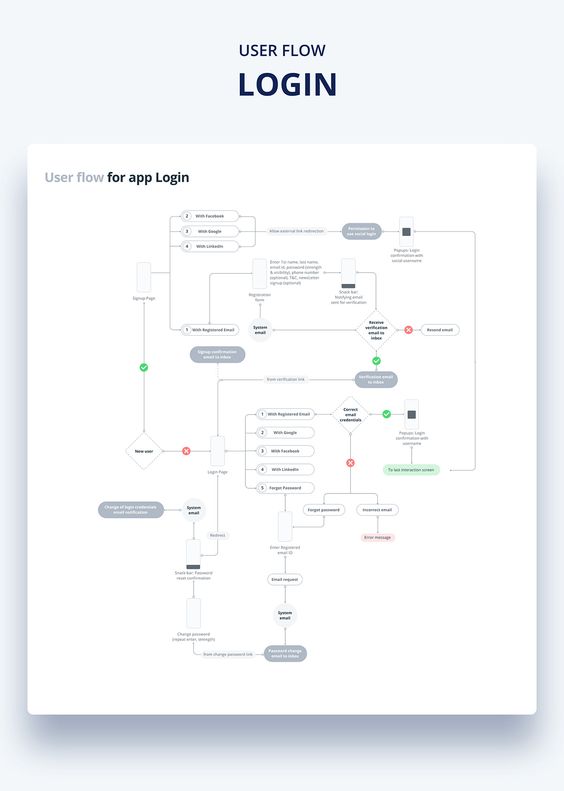 USER FLOW
LOGIN
User flow for app Login
2 With Facebook
3 With Google
4 With LinkedIn
Allow external link redirection
Permission to
use social login
Popups: Login
confirmation with
social username
Signup Page
Enter: For name, last name,
email id, password (strength
& visibility), phone number
(optional), T&C, newsletter
signup (optional)
Registration
form
Snack bar:
Notifying email
sent for verification
1 With Registered Email
System
email
Receive
verification
email to
inbox
Resend email
Signup confirmation
email to inbox
from verification link
Verification email
to inbox
1 With Registered Email
2 With Google
3 With Facebook
4 With LinkedIn
5 Forgot Password
Correct
email
credentials
Popups: Login
confirmation with
username
To last interaction screen
New user
Login Page
Change of login credentials
email notification
System
email
Redirect
Forgot password
Incorrect email
Error message
Enter Registered
email ID
Snack bar: Password
reset confirmation
Email request
System
email
Change password
(repeat enter, strength)
from change password link
Password change
email to inbox